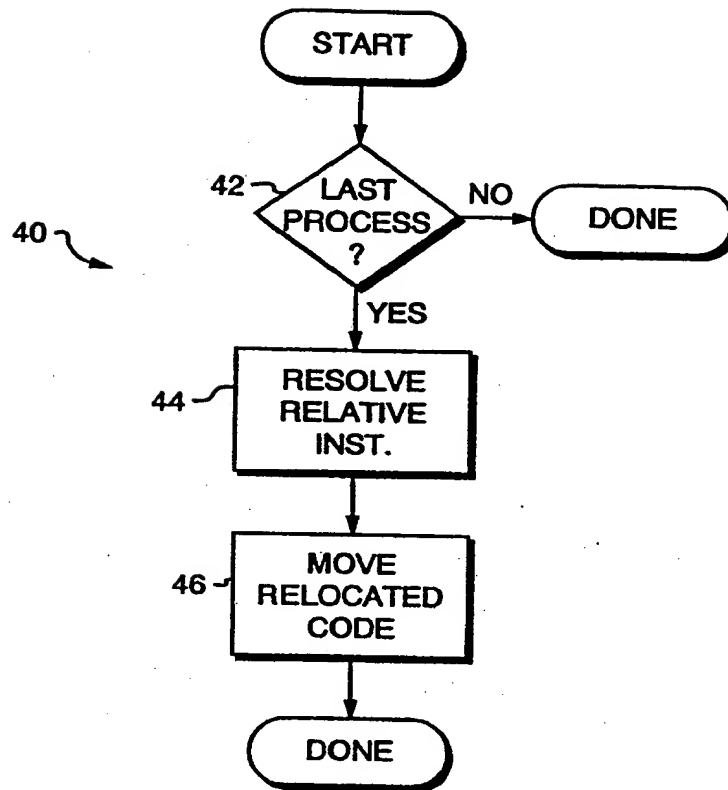 START
42
LAST
PROCESS
?
NO
DONE
40
YES
44
RESOLVE
RELATIVE
INST.
46
MOVE
RELOCATED
CODE
DONE